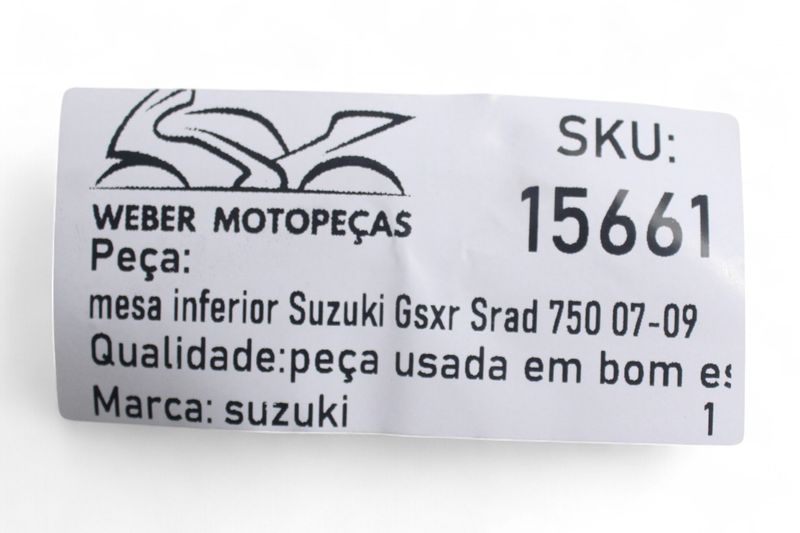 WEBER MOTOPEÇAS
SKU:
15661
Peça:
mesa inferior Suzuki Gsxr Srad 750 07-09
Qualidade:peça usada em bom es
Marca: suzuki
1